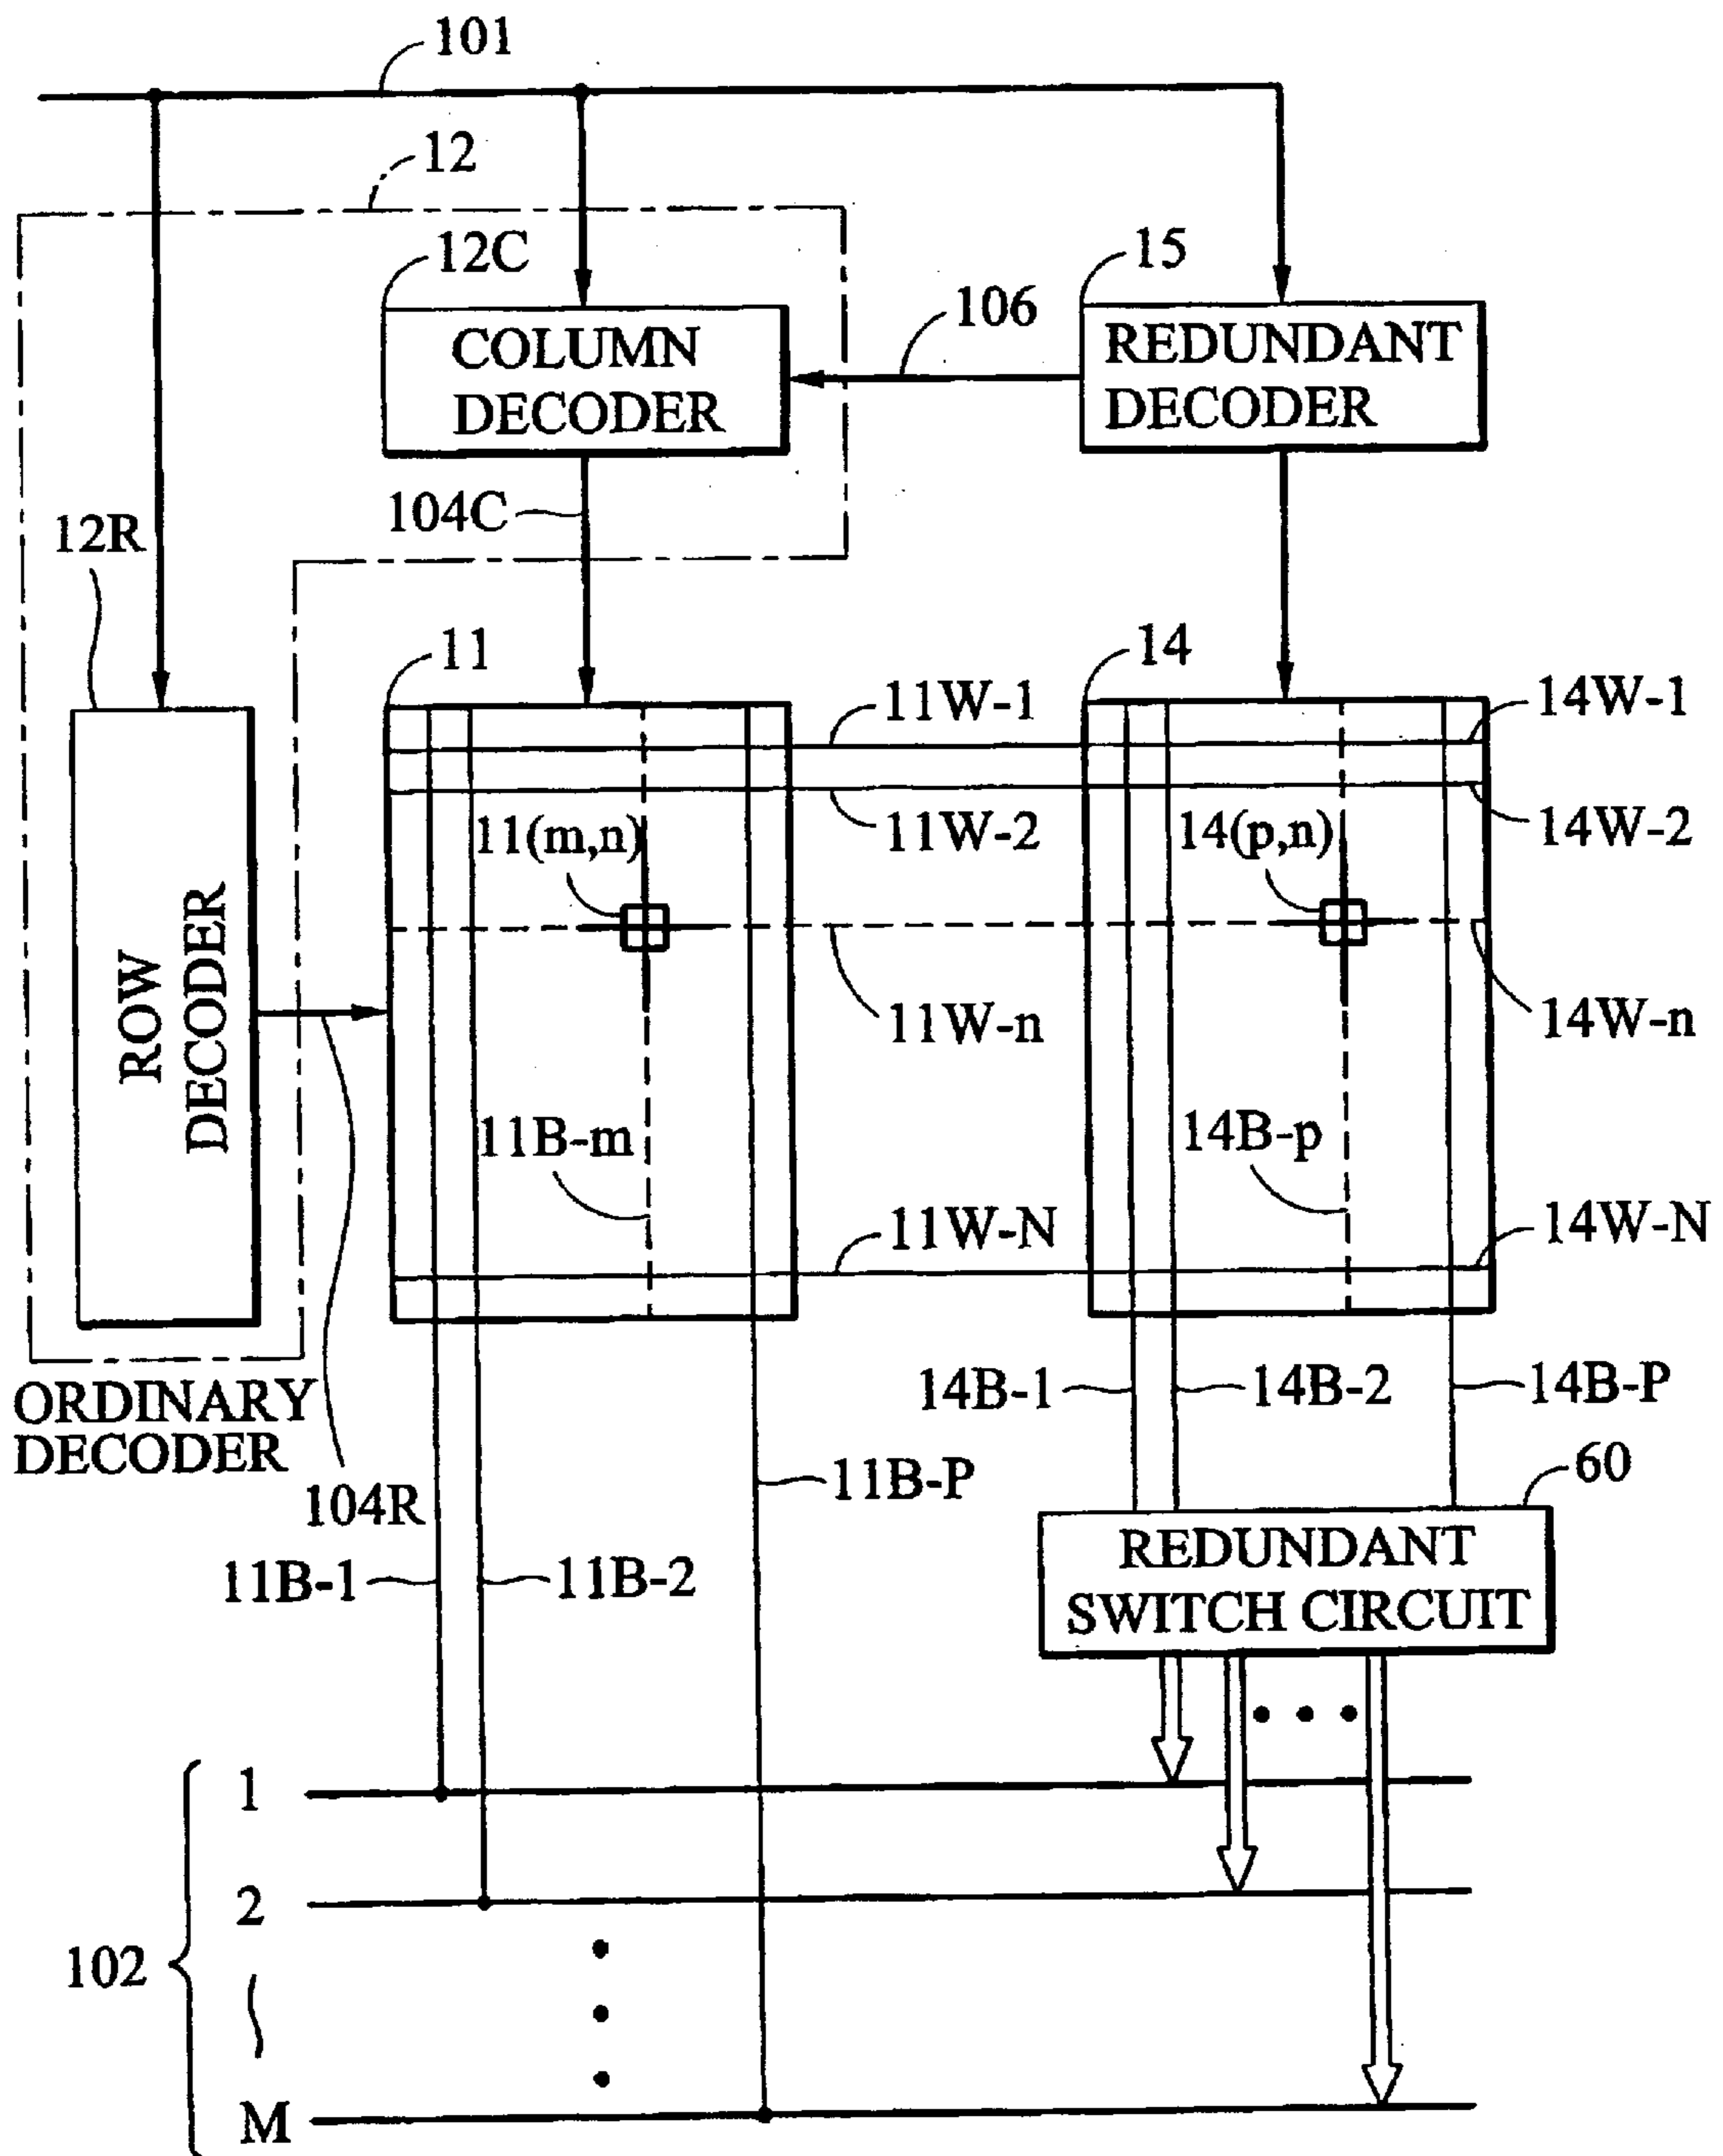 101
12
12C
15
COLUMN
DECODER
106
REDUNDANT
DECODER
104C
12R
11
14
11W-1
14W-1
11W-2
14W-2
11(m,n)
14(p,n)
ROW
DECODER
11W-n
14W-n
11B-m
14B-p
11W-N
14W-N
ORDINARY
DECODER
14B-1
14B-2
14B-P
104R
11B-P
60
REDUNDANT
SWITCH CIRCUIT
11B-1
11B-2
1
2
102
M